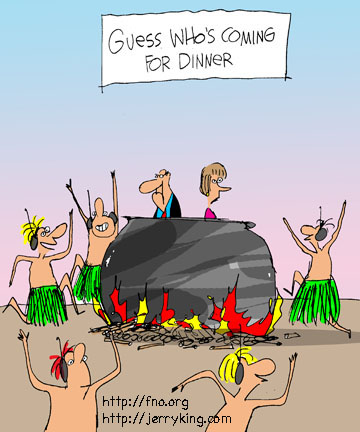 GUESS WHO'S COMING
FOR DINNER
http://fno.org
http://jerryking.com